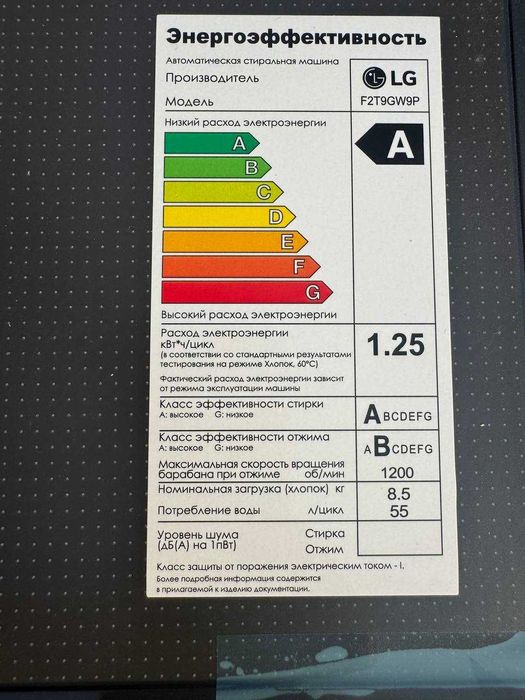 Энергоэффективность
Автоматическая стиральная машина
Производитель
LG
Модель
F2T9GW9P
Низкий расход электроэнергии
A
A
B
C
D
E
F
G
Высокий расход электроэнергии
Расход электроэнергии
кВт*ч/цикл
1.25
(в соответствии со стандартными результатами
тестирования на режиме Хлопок, 60°C)
Фактический расход электроэнергии зависит
от режима эксплуатации машины
Класс эффективности стирки
A: высокое G: низкое
ABCDEFG
Класс эффективности отжима
A: высокое G: низкое
ABCDEFG
Максимальная скорость вращения
барабана при отжиме об/мин
1200
Номинальная загрузка (хлопок) кг
8.5
Потребление воды л/цикл
55
Уровень шума Стирка
(дБ(А) на 1пВт) Отжим
Класс защиты от поражения электрическим током - I.
Более подробная информация содержится
в прилагаемой к изделию документации.